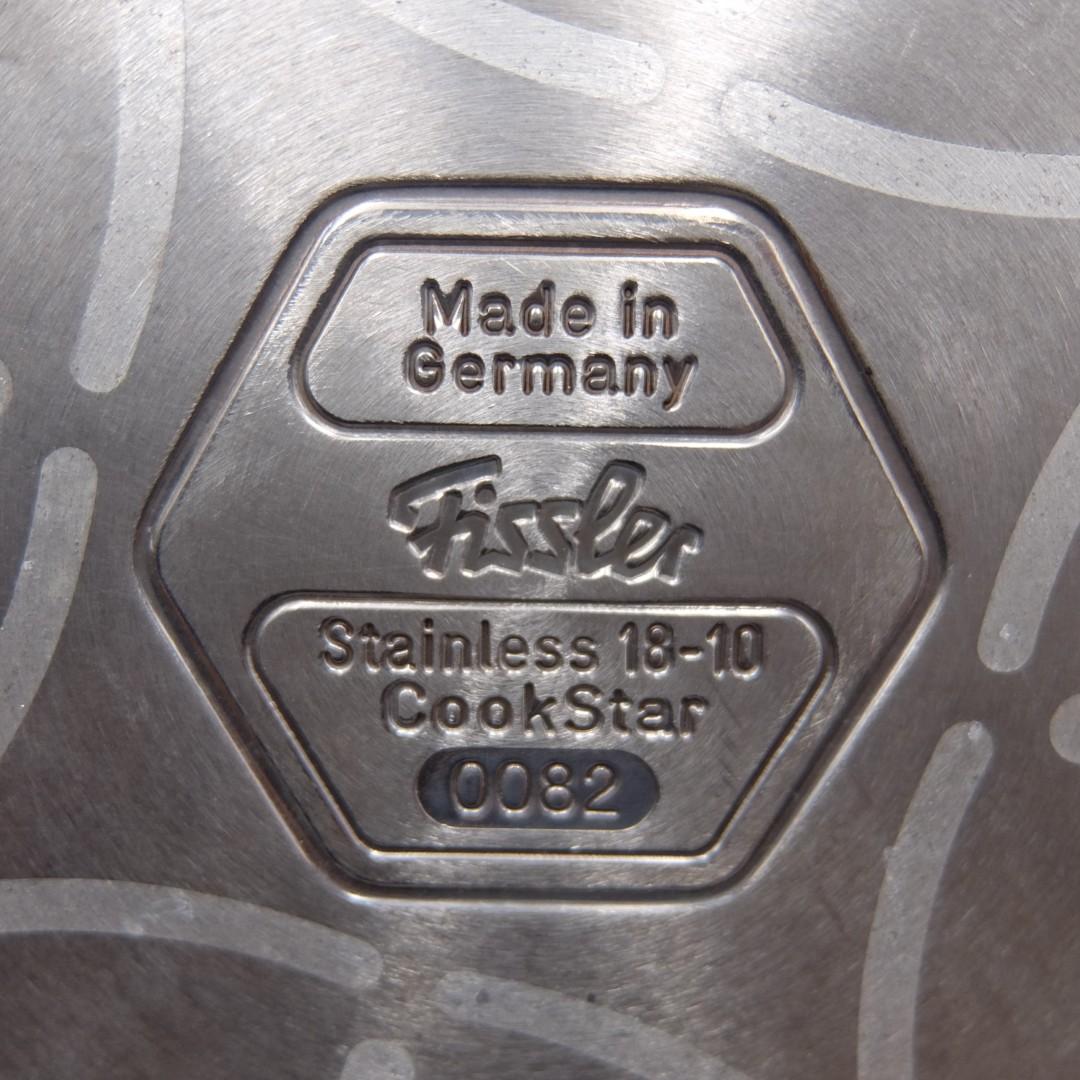 Made in
Germany
Fissler
Stainless 18-10
CookStar
0082